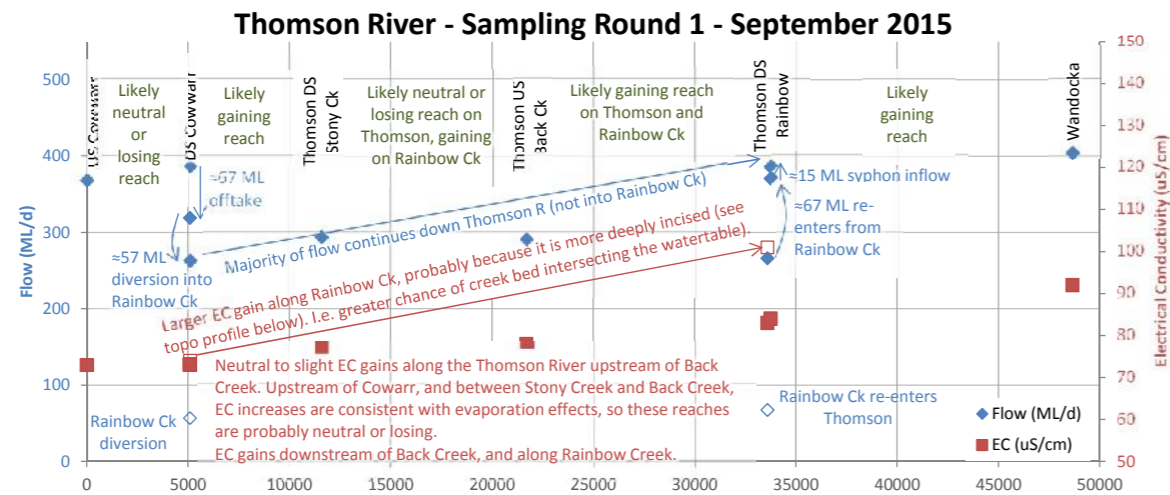 Thomson River - Sampling Round 1 - September 2015
Flow (ML/d)
500
400
300
200
100
0
Electrical Conductivity (uS/cm)
150
140
130
120
110
100
90
80
70
60
50
US Cowwarr
Likely
neutral
or
losing
reach
DS Cowwarr
Likely
gaining
reach
Thomson DS
Stony Ck
Likely neutral or
losing reach on
Thomson, gaining
on Rainbow Ck
Thomson US
Back Ck
Likely gaining reach
on Thomson and
Rainbow Ck
Thomson DS
Rainbow
Likely
gaining
reach
Wandocka
≈67 ML
offtake
≈57 ML
diversion into
Rainbow Ck
Majority of flow continues down Thomson R (not into Rainbow Ck)
≈15 ML syphon inflow
≈67 ML re-
enters from
Rainbow Ck
Larger EC gain along Rainbow Ck, probably because it is more deeply incised (see
topo profile below). I.e. greater chance of creek bed intersecting the watertable).
Neutral to slight EC gains along the Thomson River upstream of Back
Creek. Upstream of Cowarr, and between Stony Creek and Back Creek,
EC increases are consistent with evaporation effects, so these reaches
are probably neutral or losing.
EC gains downstream of Back Creek, and along Rainbow Creek.
Rainbow Ck
diversion
Rainbow Ck re-enters
Thomson
Flow (ML/d)
EC (uS/cm)
0
5000
10000
15000
20000
25000
30000
35000
40000
45000
50000